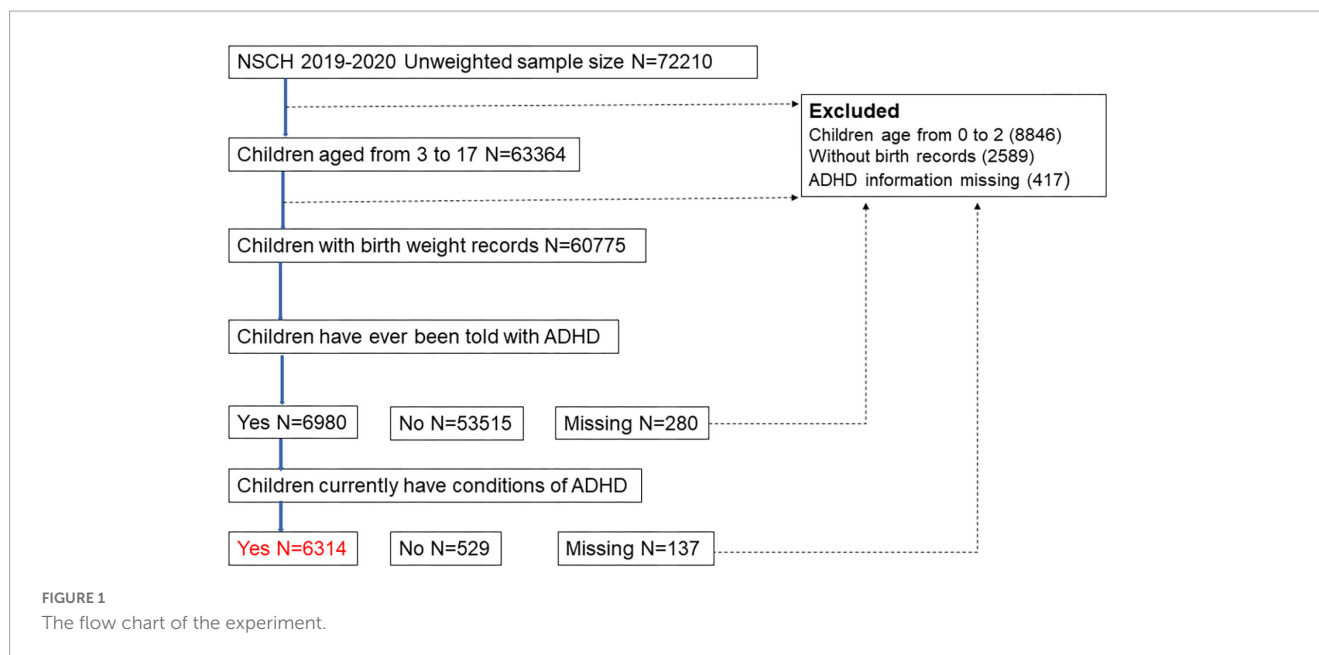 NSCH 2019-2020 Unweighted sample size N=72210
Excluded
Children age from 0 to 2 (8846)
Without birth records (2589)
ADHD information missing (417)
Children aged from 3 to 17 N=63364
Children with birth weight records N=60775
Children have ever been told with ADHD
Yes N=6980
No N=53515
Missing N=280
Children currently have conditions of ADHD
Yes N=6314
No N=529
Missing N=137
FIGURE 1
The flow chart of the experiment.